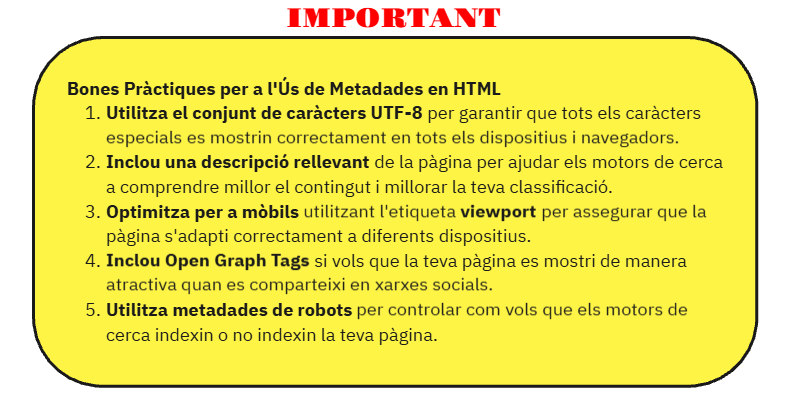 IMPORTANT
Bones Pràctiques per a l'Ús de Metadades en HTML
1. Utilitza el conjunt de caràcters UTF-8 per garantir que tots els caràcters
especials es mostrin correctament en tots els dispositius i navegadors.
2. Inclou una descripció rellevant de la pàgina per ajudar els motors de cerca
a comprendre millor el contingut i millorar la teva classificació.
3. Optimitza per a mòbils utilitzant l'etiqueta viewport per assegurar que la
pàgina s'adapti correctament a diferents dispositius.
4. Inclou Open Graph Tags si vols que la teva pàgina es mostri de manera
atractiva quan es comparteixi en xarxes socials.
5. Utilitza metadades de robots per controlar com vols que els motors de
cerca indexin o no indexin la teva pàgina.